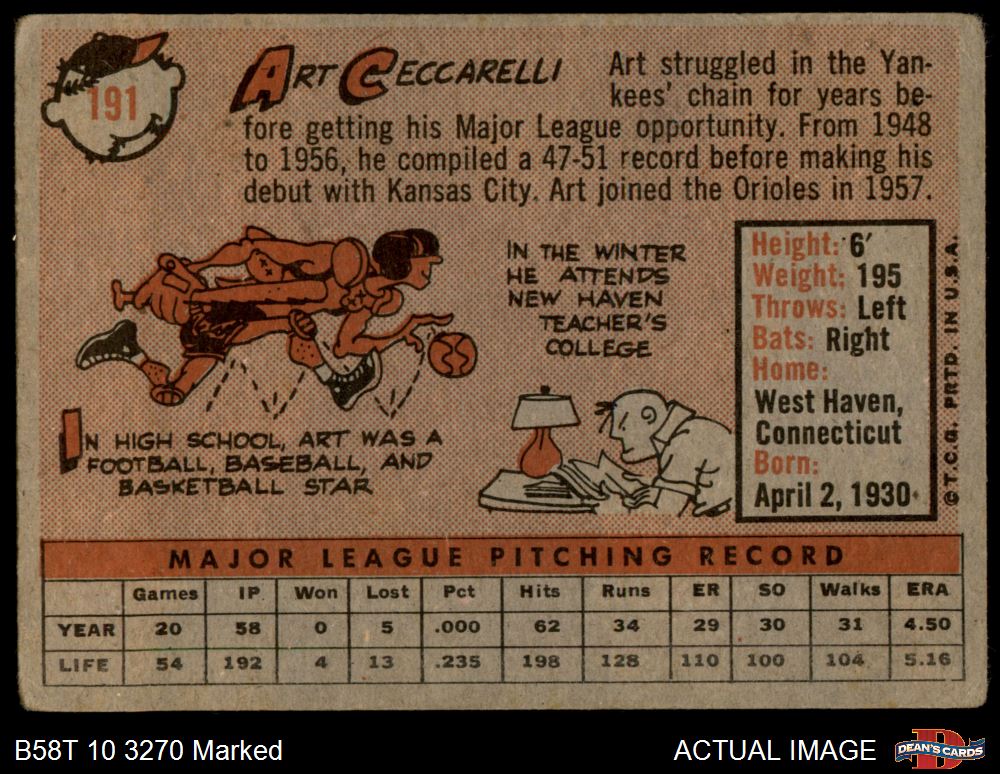 191
ART CECCARELLI
Art struggled in the Yan-
kees' chain for years be-
fore getting his Major League opportunity. From 1948
to 1956, he compiled a 47-51 record before making his
debut with Kansas City. Art joined the Orioles in 1957.
IN THE WINTER
HE ATTENDS
NEW HAVEN
TEACHER'S
COLLEGE
IN HIGH SCHOOL, ART WAS A
FOOTBALL, BASEBALL, AND
BASKETBALL STAR
Height: 6'
Weight: 195
Throws: Left
Bats: Right
Home:
West Haven,
Connecticut
Born:
April 2, 1930
© T.C.G. PRTD. IN U.S.A.
MAJOR LEAGUE PITCHING RECORD
Games IP Won Lost Pct Hits Runs ER SO Walks ERA
YEAR 20 58 0 5 .000 62 34 29 30 31 4.50
LIFE 54 192 4 13 .235 198 128 110 100 104 5.16
B58T 10 3270 Marked
ACTUAL IMAGE
D
DEAN'S CARDS